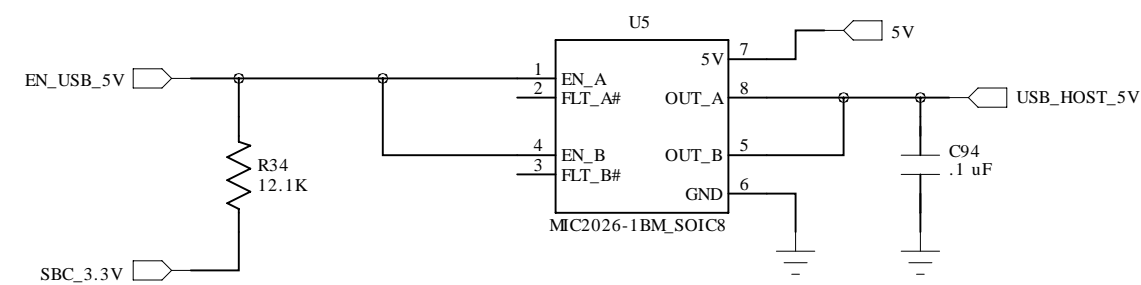 U5
5V
7
5V
EN_USB_5V
1
EN_A
2
FLT_A#
OUT_A
8
USB_HOST_5V
4
EN_B
3
FLT_B#
OUT_B
5
GND
6
R34
12.1K
C94
.1 uF
MIC2026-1BM_SOIC8
SBC_3.3V